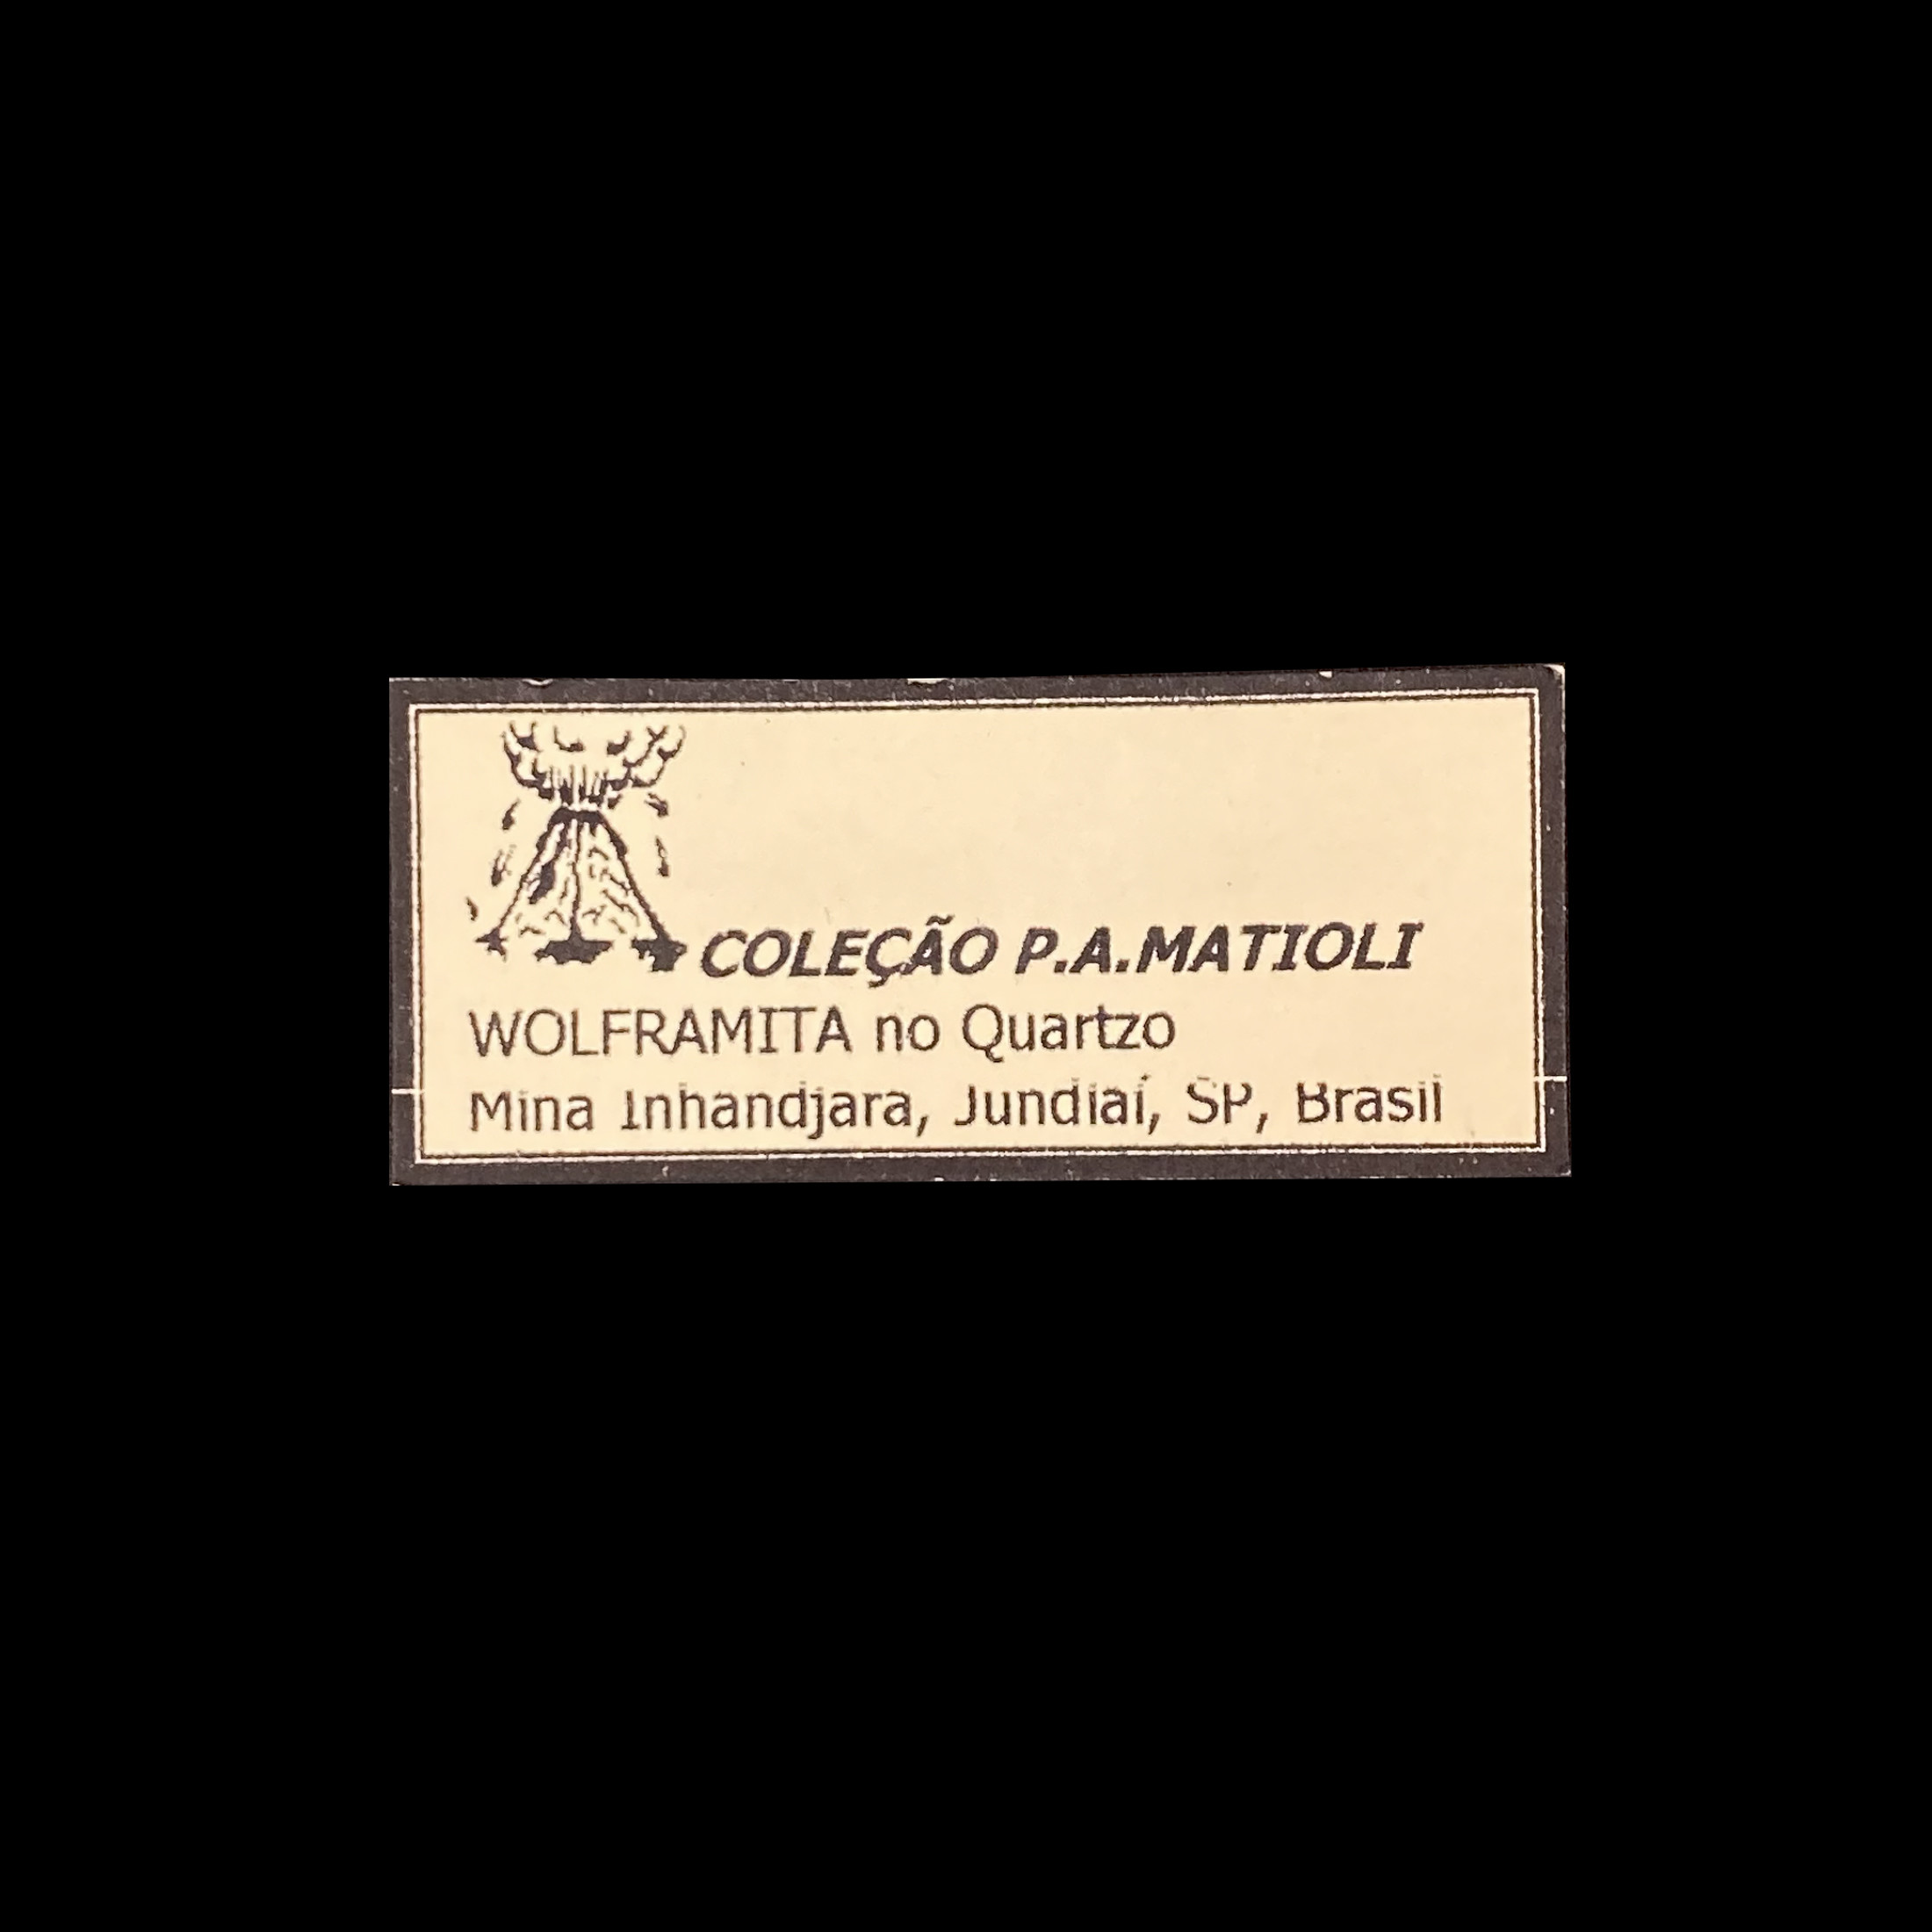 COLEÇÃO P.A.MATIOLI
WOLFRAMITA no Quartzo
Mina Inhandjara, Jundiaí, SP, Brasil